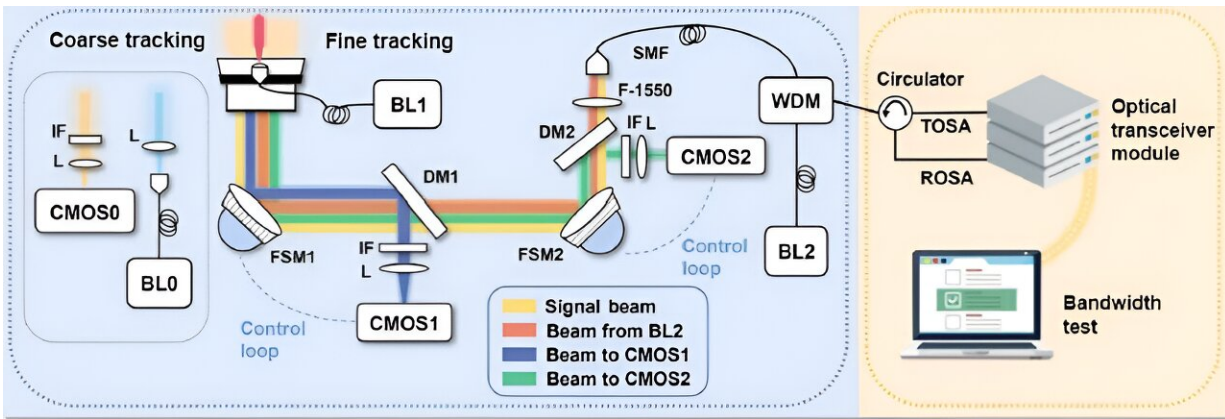 Coarse tracking
Fine tracking
IF
L
CMOS0
L
BL0
BL1
FSM1
DM1
IF
L
CMOS1
Control
loop
SMF
F-1550
DM2
IF L
CMOS2
FSM2
Control
loop
WDM
BL2
Signal beam
Beam from BL2
Beam to CMOS1
Beam to CMOS2
Circulator
TOSA
ROSA
Optical
transceiver
module
Bandwidth
test